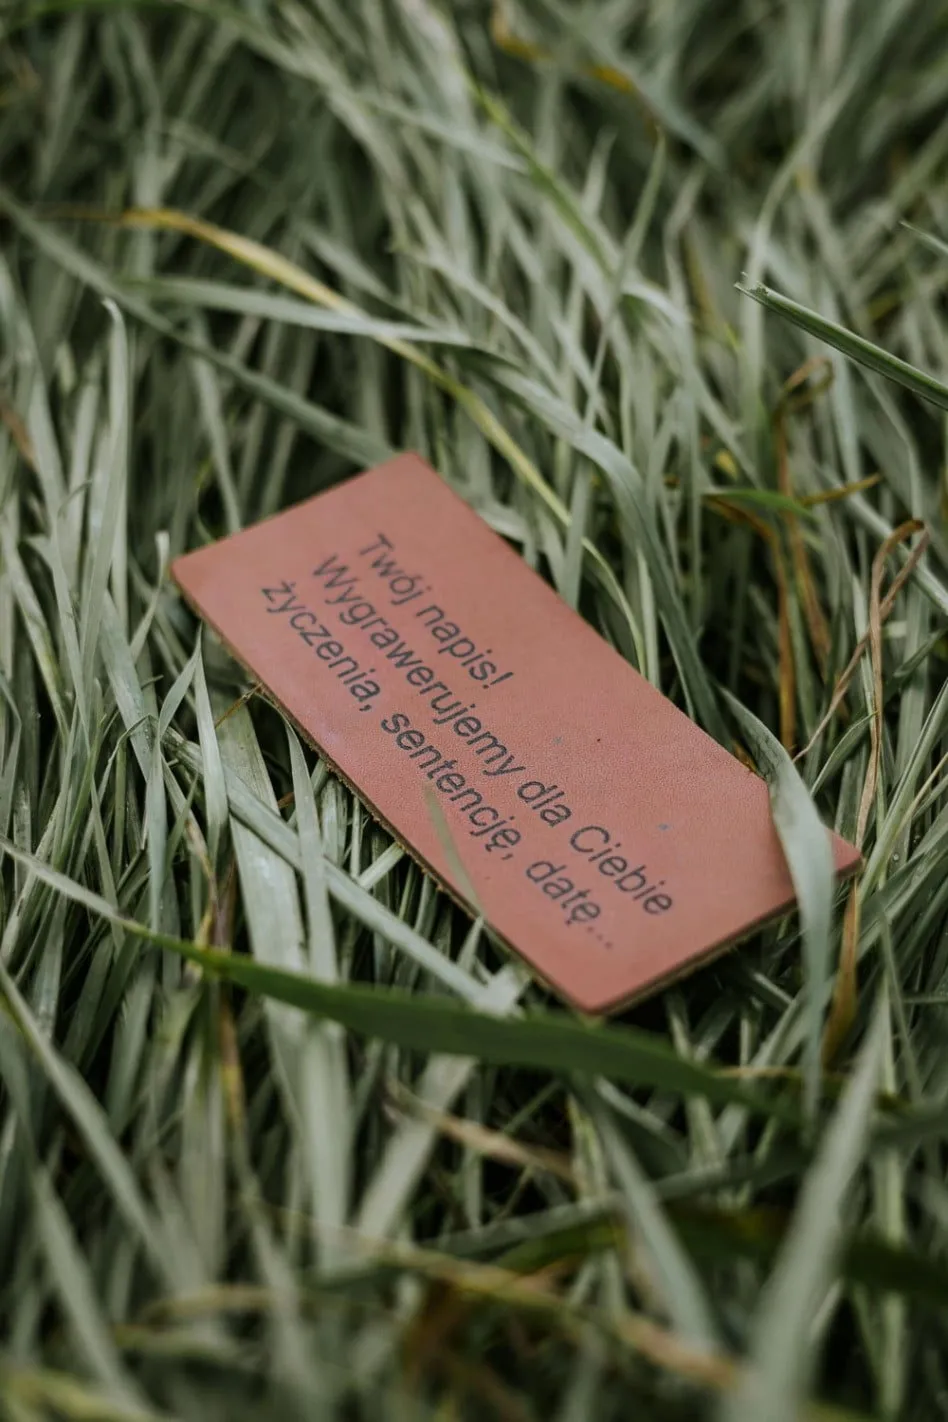 Twój napis!
Wygrawerujemy dla Ciebie
życzenia, sentencję, datę...